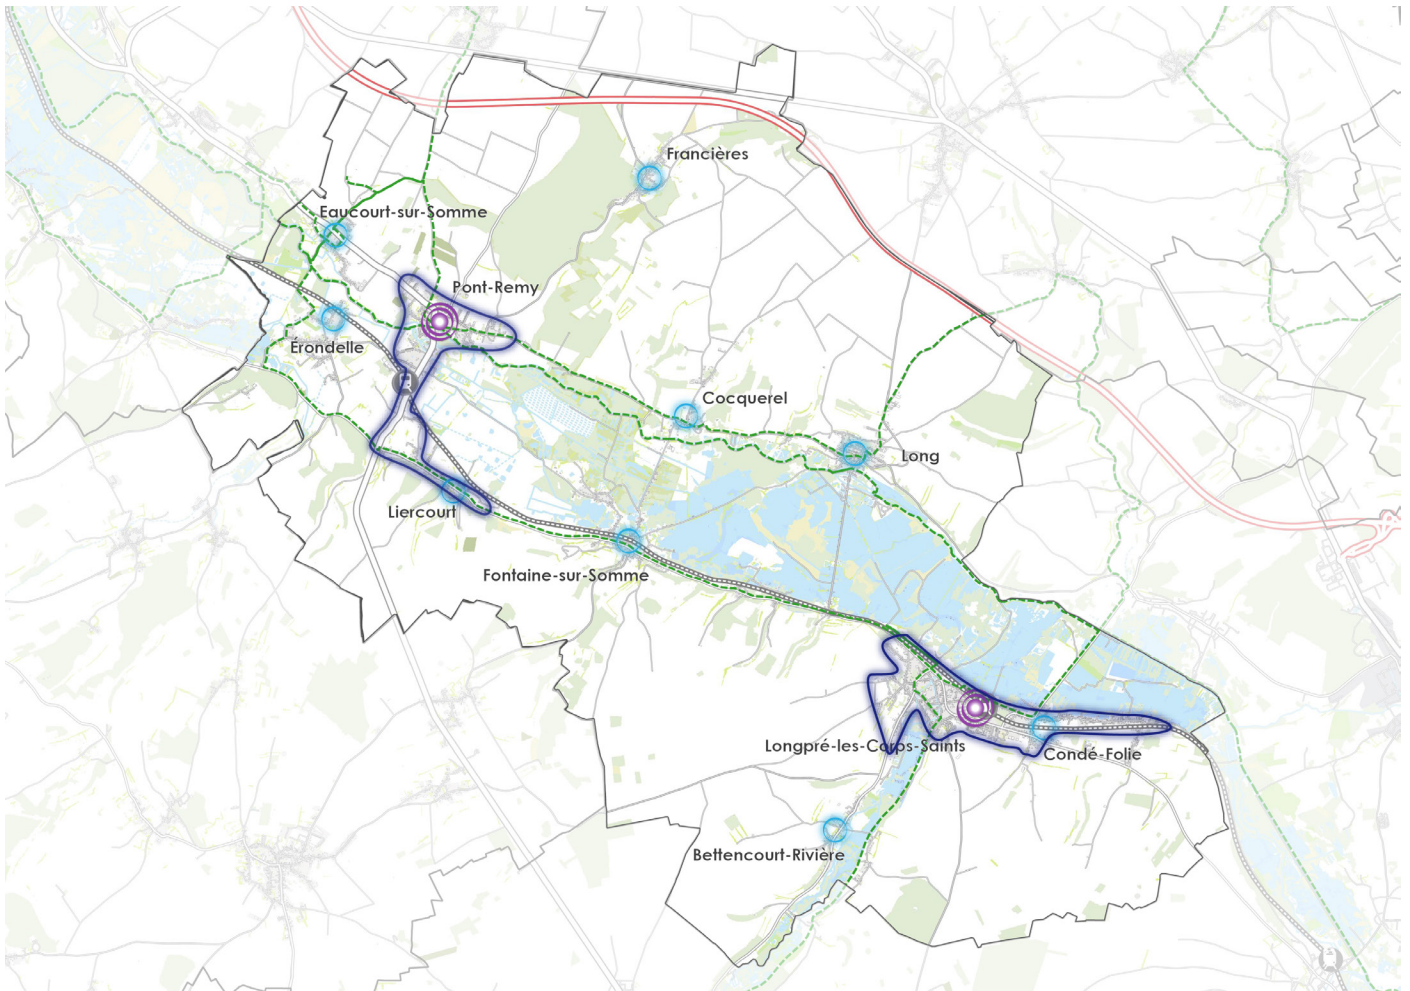 Francières
Eaucourt-sur-Somme
Pont-Remy
Érondelle
Cocquerel
Long
Liercourt
Fontaine-sur-Somme
Longpré-les-Corps-Saints
Condé-Folie
Bettencourt-Rivière